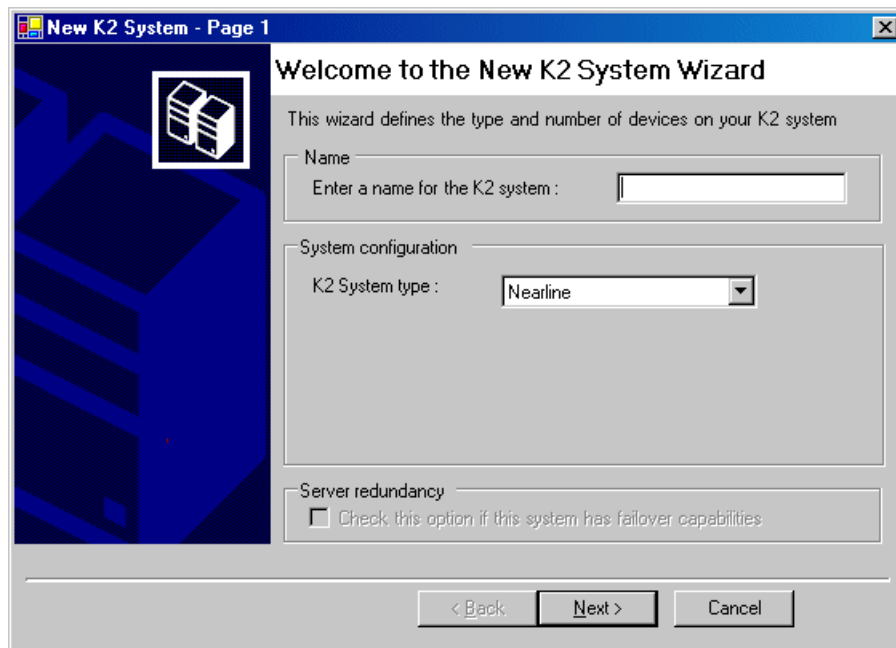 New K2 System - Page 1
Welcome to the New K2 System Wizard
This wizard defines the type and number of devices on your K2 system
Name
Enter a name for the K2 system :
System configuration
K2 System type :
Nearline
Server redundancy
Check this option if this system has failover capabilities
< Back
Next >
Cancel